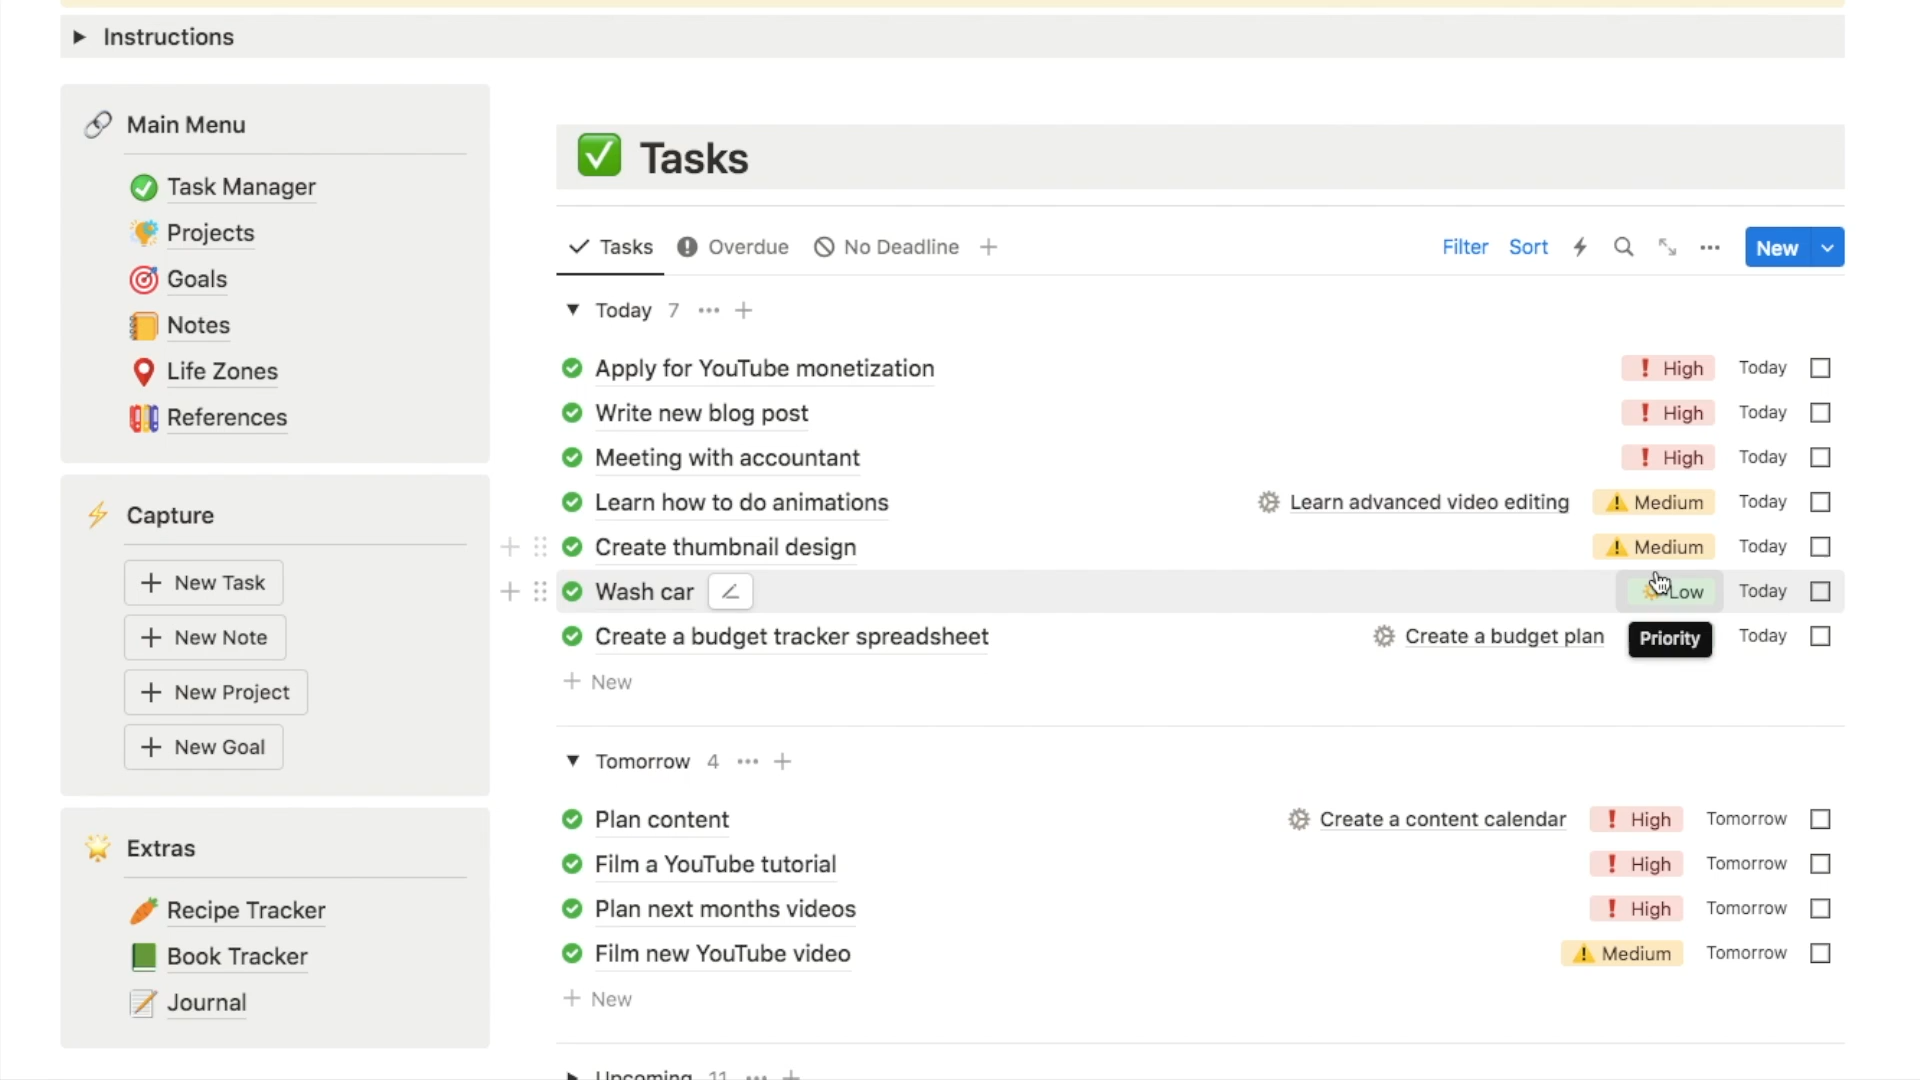 Instructions
Main Menu
Task Manager
Projects
Goals
Notes
Life Zones
References
Capture
New Task
New Note
New Project
New Goal
Extras
Recipe Tracker
Book Tracker
Journal
Tasks
Tasks Overdue No Deadline
Filter Sort New
Today 7
Apply for YouTube monetization High Today
Write new blog post High Today
Meeting with accountant High Today
Learn how to do animations Learn advanced video editing Medium Today
Create thumbnail design Medium Today
Wash car Low Today
Create a budget tracker spreadsheet Create a budget plan Priority Today
New
Tomorrow 4
Plan content Create a content calendar High Tomorrow
Film a YouTube tutorial High Tomorrow
Plan next months videos High Tomorrow
Film new YouTube video Medium Tomorrow
New
Upcoming 11